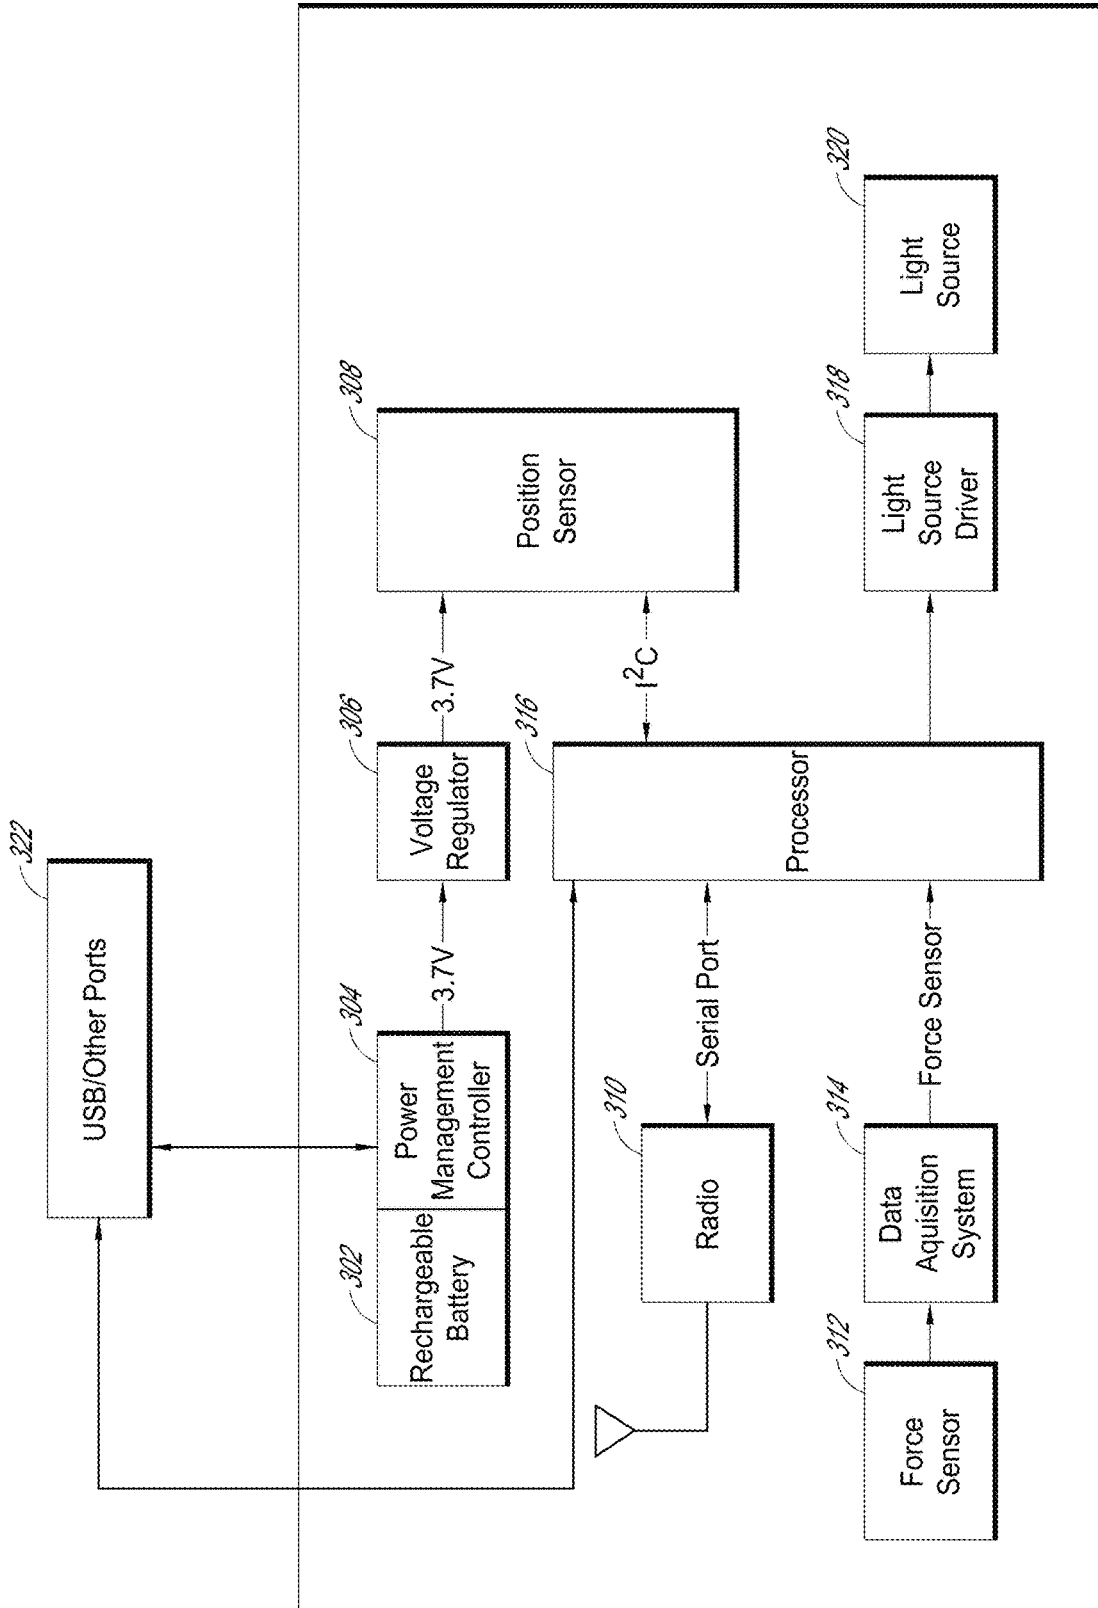 322
USB/Other Ports
302
Rechargeable
Battery
304
Power
Management
Controller
3.7V
306
Voltage
Regulator
3.7V
308
Position
Sensor
310
Radio
Serial Port
316
Processor
I²C
312
Force
Sensor
314
Data
Aquisition
System
Force Sensor
318
Light
Source
Driver
320
Light
Source